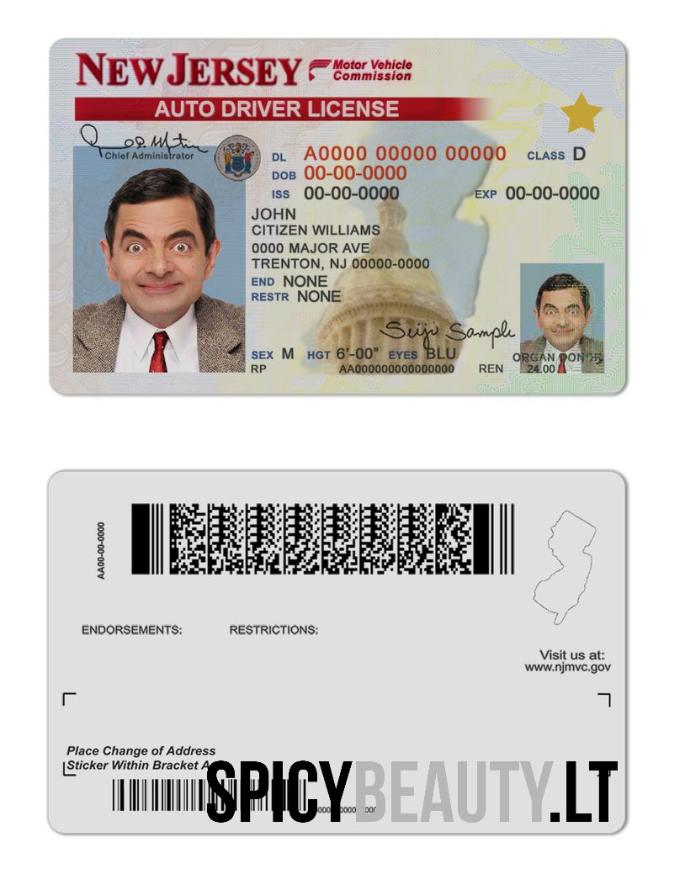 NEW JERSEY Motor Vehicle Commission
AUTO DRIVER LICENSE
Chief Administrator
DL A0000 00000 00000 CLASS D
DOB 00-00-0000
ISS 00-00-0000 EXP 00-00-0000
JOHN
CITIZEN WILLIAMS
0000 MAJOR AVE
TRENTON, NJ 00000-0000
END NONE
RESTR NONE
Sample
SEX M HGT 6'-00" EYES BLU ORGAN DONOR
RP AA000000000000000 REN 24.00
AA00-00-0000
ENDORSEMENTS: RESTRICTIONS:
Visit us at:
www.njmvc.gov
Place Change of Address
Sticker Within Bracket
SPICYBEAUTY.LT